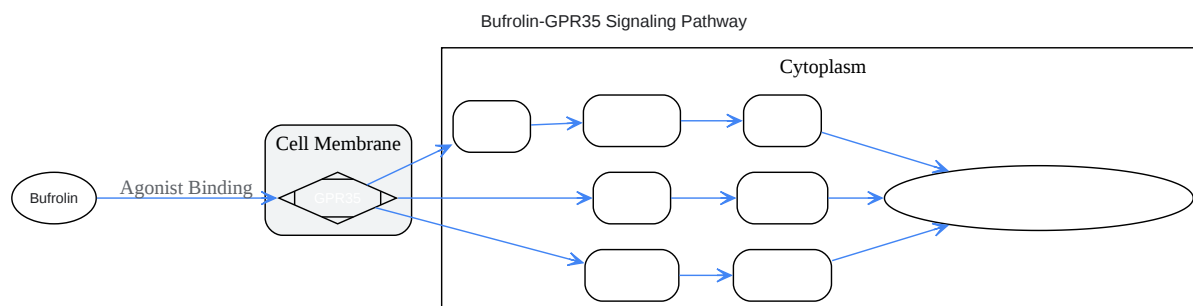 Bufrolin-GPR35 Signaling Pathway
Cytoplasm
Cell Membrane
Agonist Binding
Bufrolin
GPR35